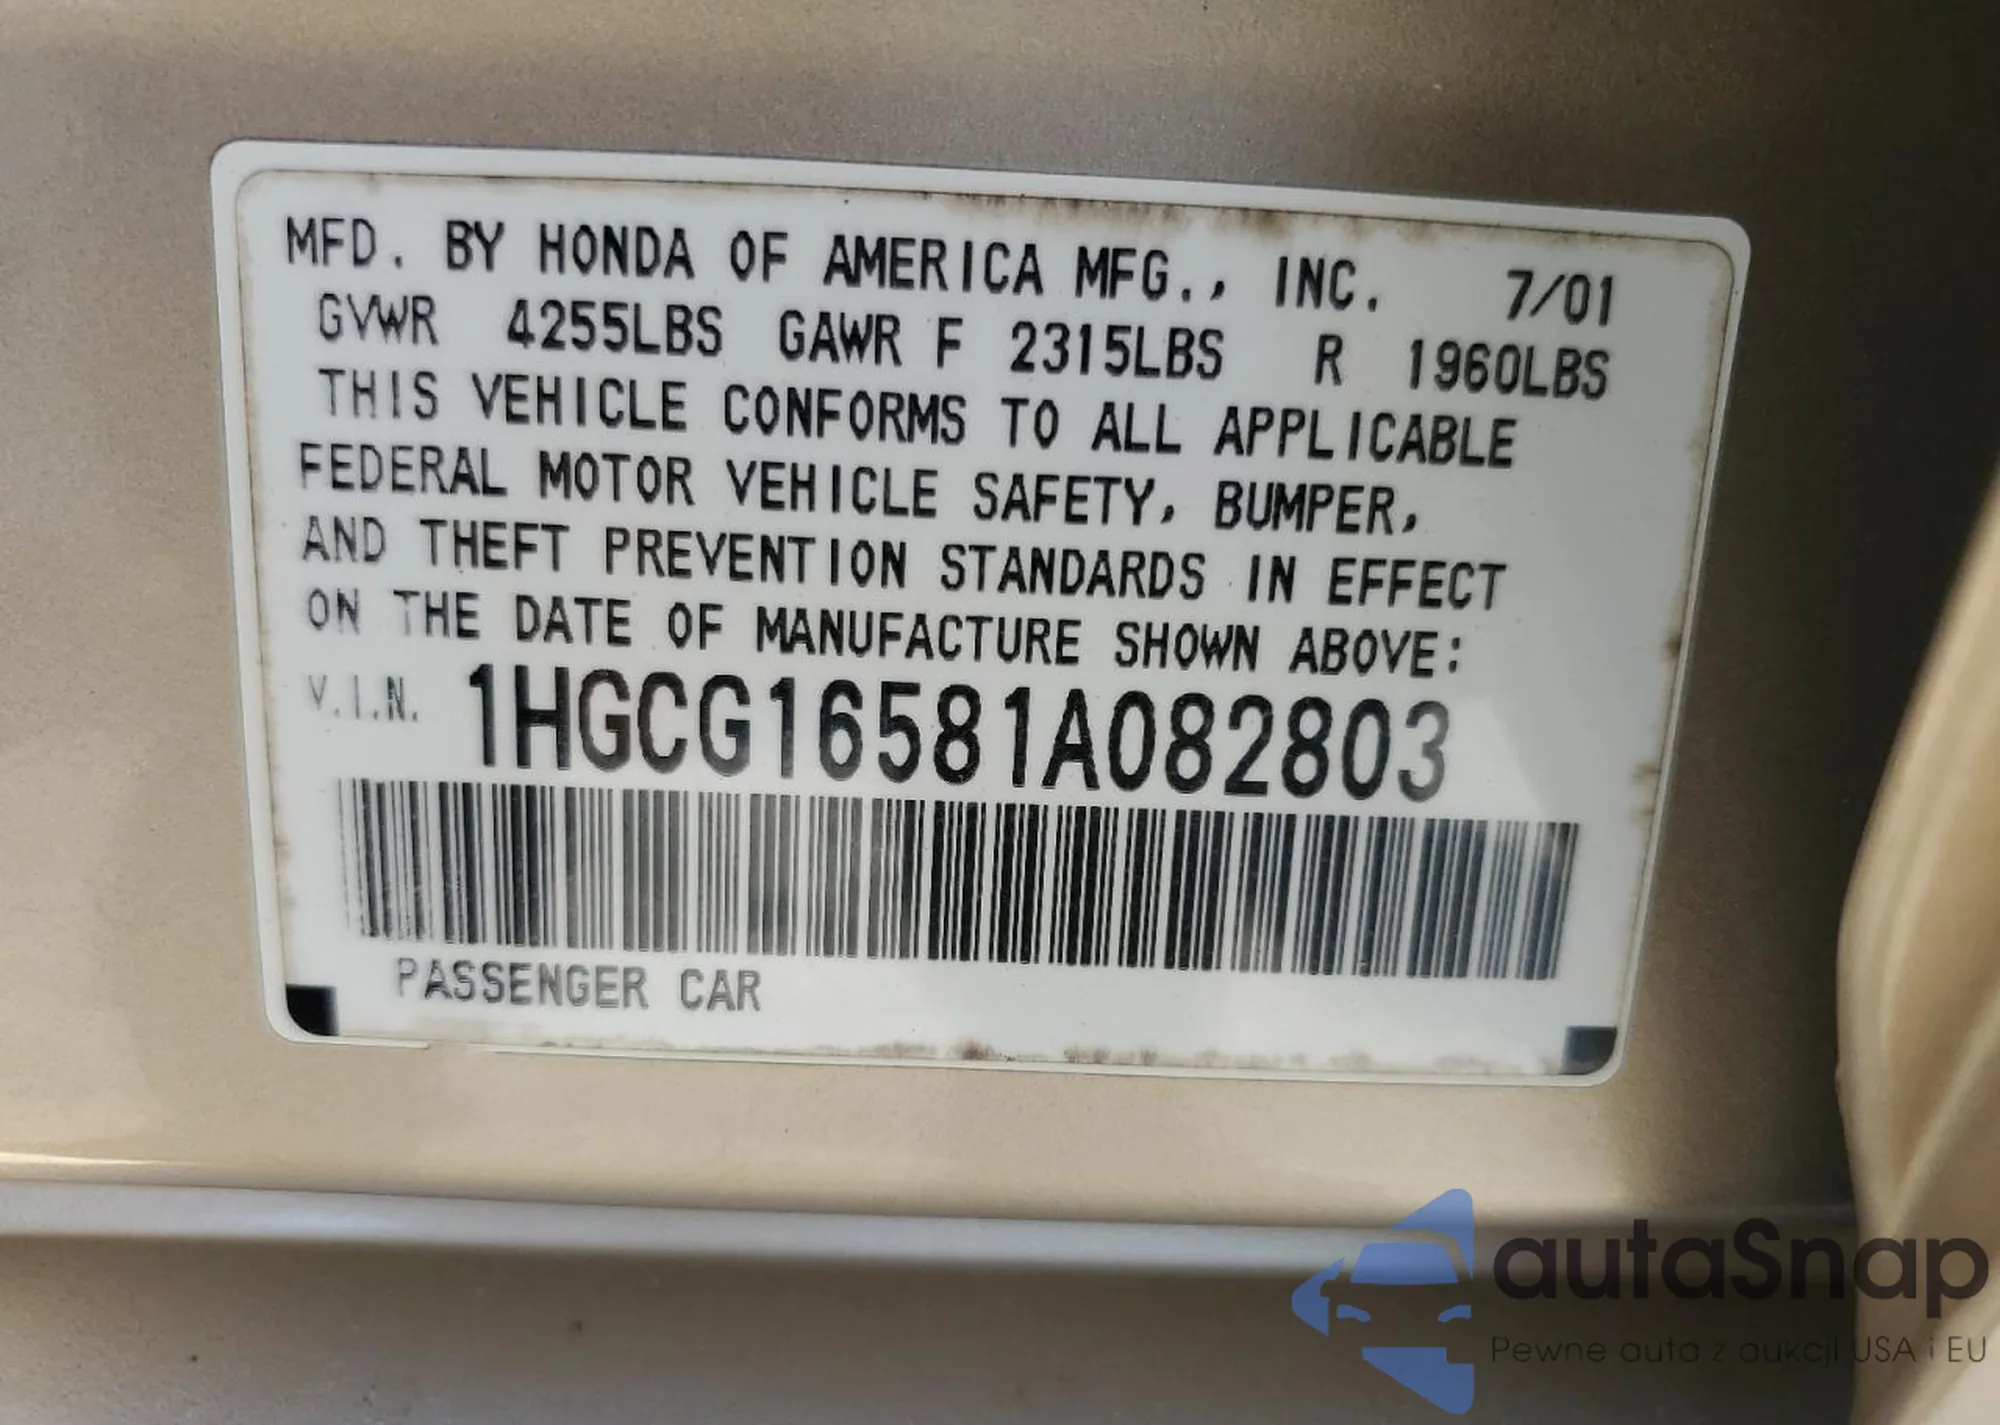 MFD. BY HONDA OF AMERICA MFG., INC. 7/01
GVWR 4255LBS GAWR F 2315LBS R 1960LBS
THIS VEHICLE CONFORMS TO ALL APPLICABLE
FEDERAL MOTOR VEHICLE SAFETY, BUMPER,
AND THEFT PREVENTION STANDARDS IN EFFECT
ON THE DATE OF MANUFACTURE SHOWN ABOVE:
V.I.N. 1HGCG16581A082803
PASSENGER CAR
autaSnap
Pewne auta z aukcji USA i EU